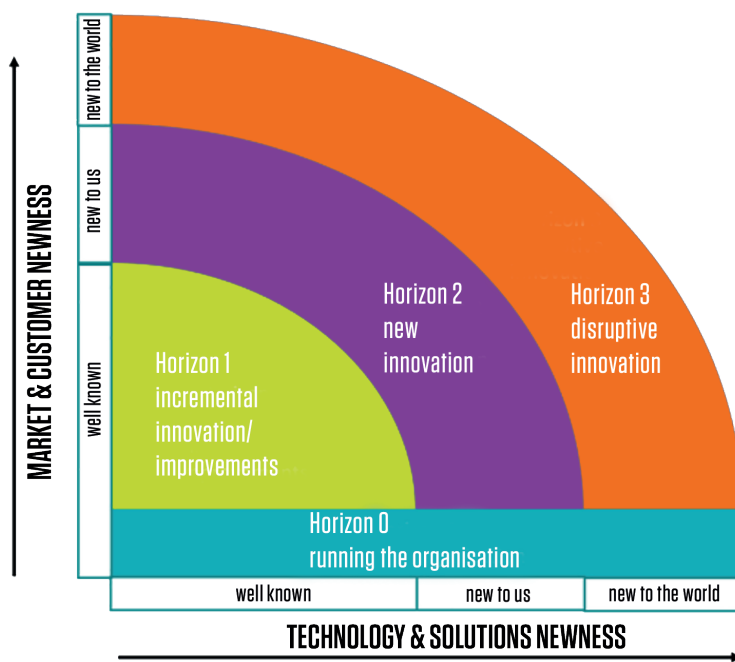 new to the world
new to us
well known
MARKET & CUSTOMER NEWNESS
Horizon 1
incremental
innovation/
improvements
Horizon 2
new
innovation
Horizon 3
disruptive
innovation
Horizon 0
running the organisation
well known
new to us
new to the world
TECHNOLOGY & SOLUTIONS NEWNESS